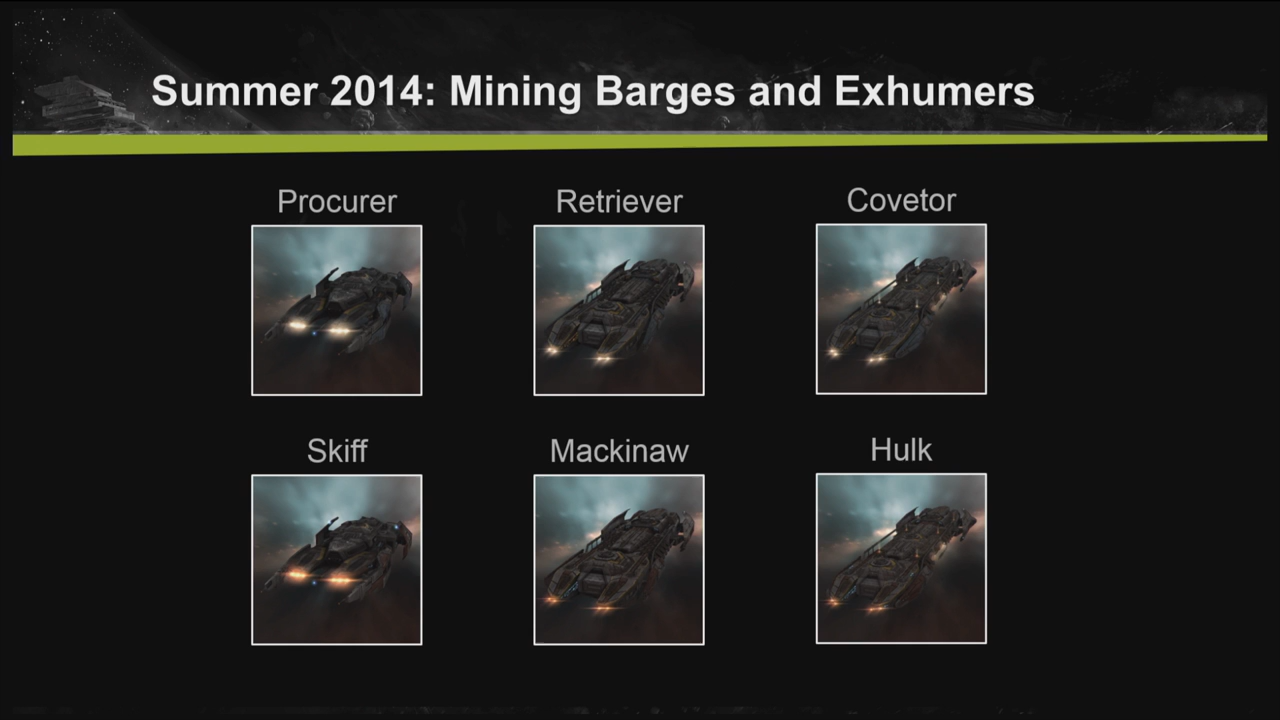 Summer 2014: Mining Barges and Exhumers
Procurer Retriever Covetor
Skiff Mackinaw Hulk